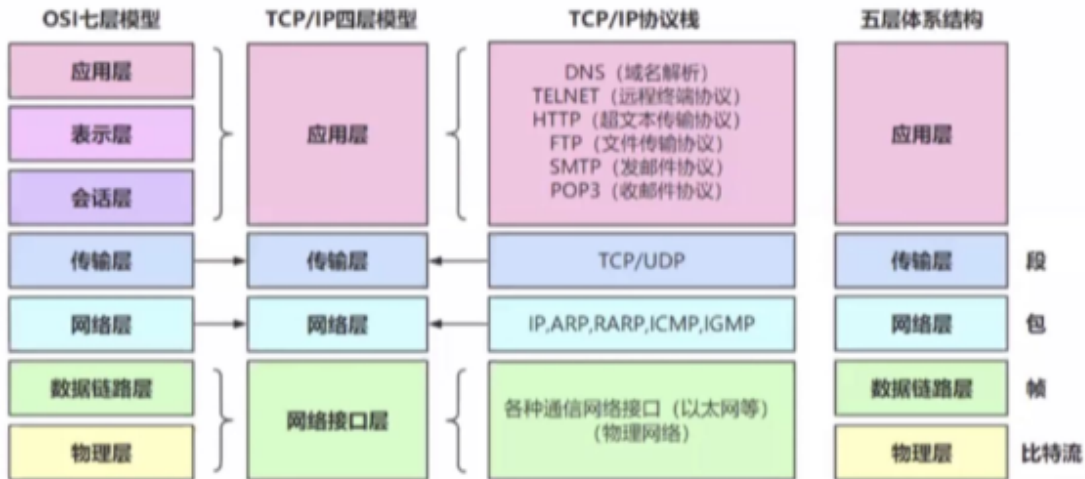 OSI七层模型
TCP/IP四层模型
TCP/IP协议栈
五层体系结构
应用层
表示层
会话层
传输层
网络层
数据链路层
物理层
应用层
传输层
网络层
网络接口层
DNS（域名解析）
TELNET（远程终端协议）
HTTP（超文本传输协议）
FTP（文件传输协议）
SMTP（发邮件协议）
POP3（收邮件协议）
TCP/UDP
IP,ARP,RARP,ICMP,IGMP
各种通信网络接口（以太网等）
（物理网络）
应用层
传输层
段
网络层
包
数据链路层
帧
物理层
比特流